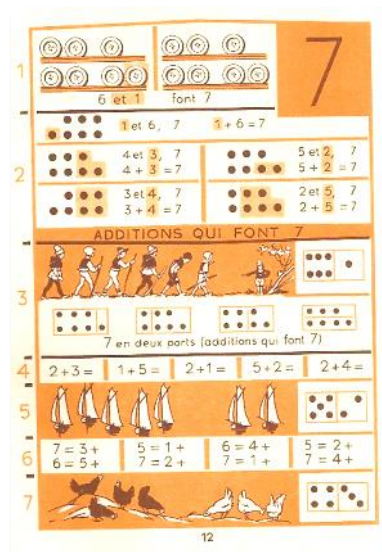 1
7
6 et 1 font 7
1 et 6, 7 1+6=7
2
4 et 3, 7
4 + 3 = 7
5 et 2, 7
5 + 2 = 7
3 et 4, 7
3 + 4 = 7
2 et 5, 7
2 + 5 = 7
ADDITIONS QUI FONT 7
3
7 en deux parts (additions qui font 7)
4
2+3= 1+5= 2+1= 5+2= 2+4=
5
6
7 = 3+ 5 = 1+ 6 = 4+ 5 = 2+
6 = 5+ 7 = 2+ 7 = 1+ 7 = 4+
7
12